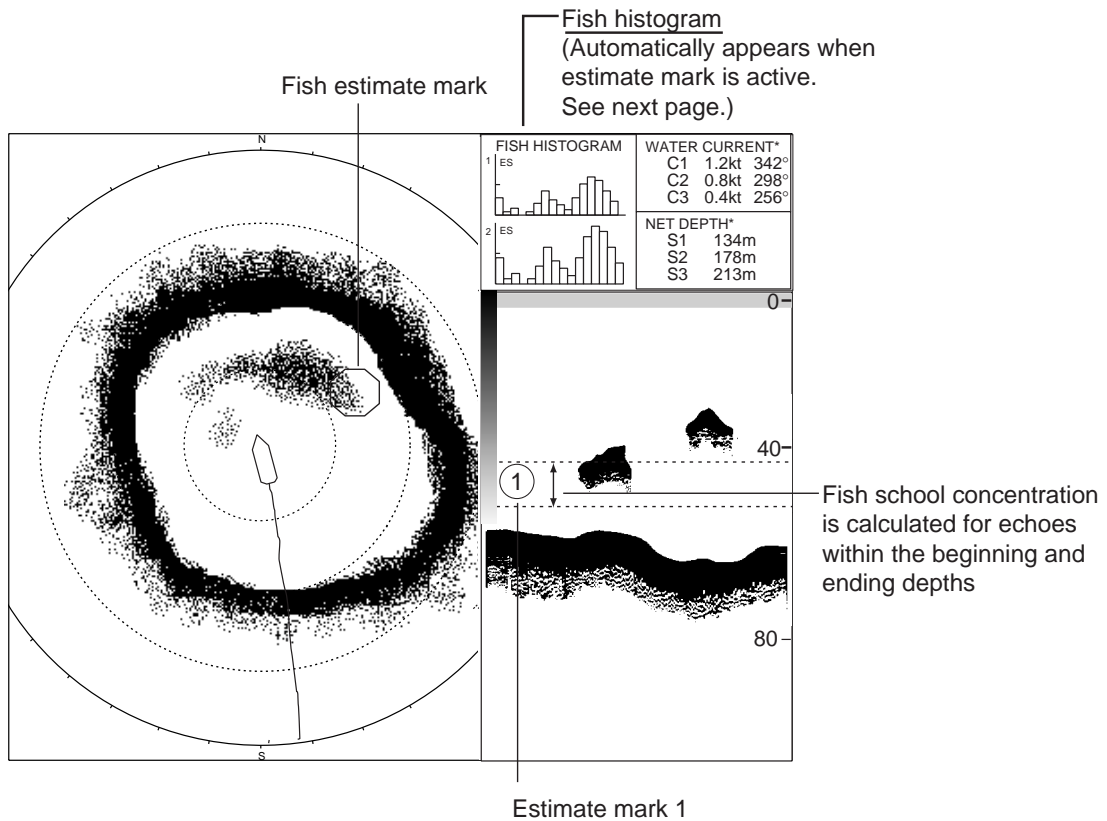 Fish histogram
(Automatically appears when
estimate mark is active.
See next page.)
Fish estimate mark
N
S
FISH HISTOGRAM
1 ES
2 ES
WATER CURRENT*
C1 1.2kt 342°
C2 0.8kt 298°
C3 0.4kt 256°
NET DEPTH*
S1 134m
S2 178m
S3 213m
0
40
80
1
Fish school concentration
is calculated for echoes
within the beginning and
ending depths
Estimate mark 1